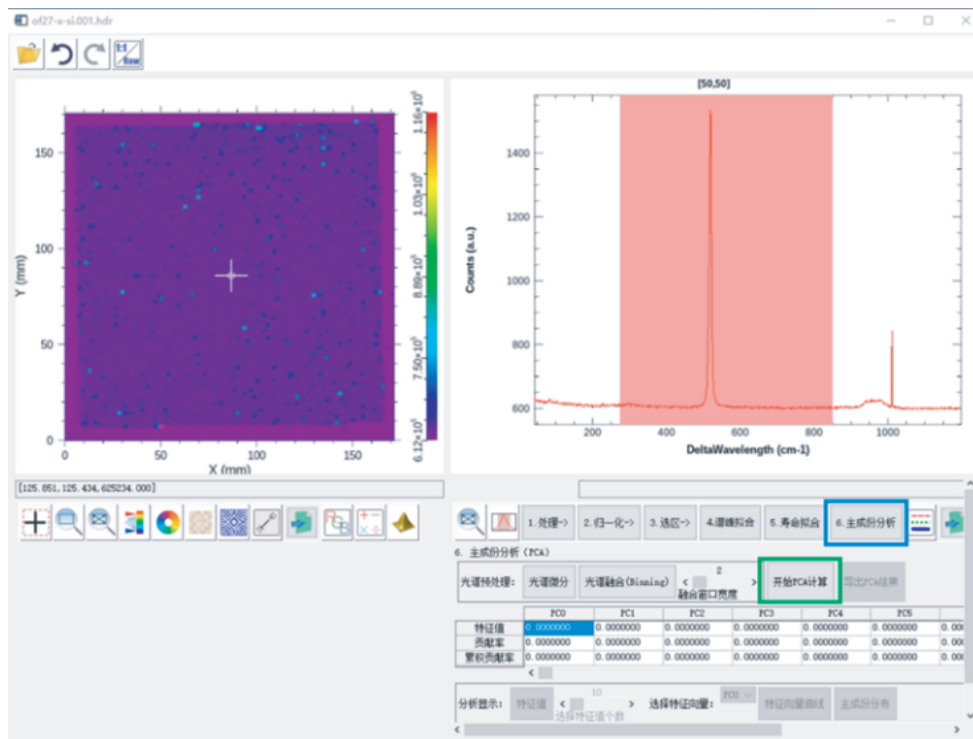 of27-x-si.001.hdr
1:1
Raw
[50,50]
1.16×10⁶
1.03×10⁶
8.89×10⁵
7.50×10⁵
6.12×10⁵
150
100
50
0
Y (mm)
0 50 100 150
X (mm)
1400
1200
1000
800
600
Counts (a.u.)
200 400 600 800 1000
DeltaWavelength (cm-1)
[125.851,125.434,625234.000]
1.处理-> 2.归一化-> 3.选区-> 4.谱峰拟合 5.寿命拟合 6.主成份分析
6. 主成份分析 (PCA)
光谱预处理: 光谱微分 光谱融合(Binning) < 2 > 开始PCA计算 导出PCA结果
融合窗口宽度
PC0 PC1 PC2 PC3 PC4 PC5
特征值 0.0000000 0.0000000 0.0000000 0.0000000 0.0000000 0.0000000 0.000
贡献率 0.0000000 0.0000000 0.0000000 0.0000000 0.0000000 0.0000000 0.000
累积贡献率 0.0000000 0.0000000 0.0000000 0.0000000 0.0000000 0.0000000 0.000
分析显示: 特征值 < 10 > 选择特征向量: PC0 特征向量曲线 主成份分布
选择特征值个数